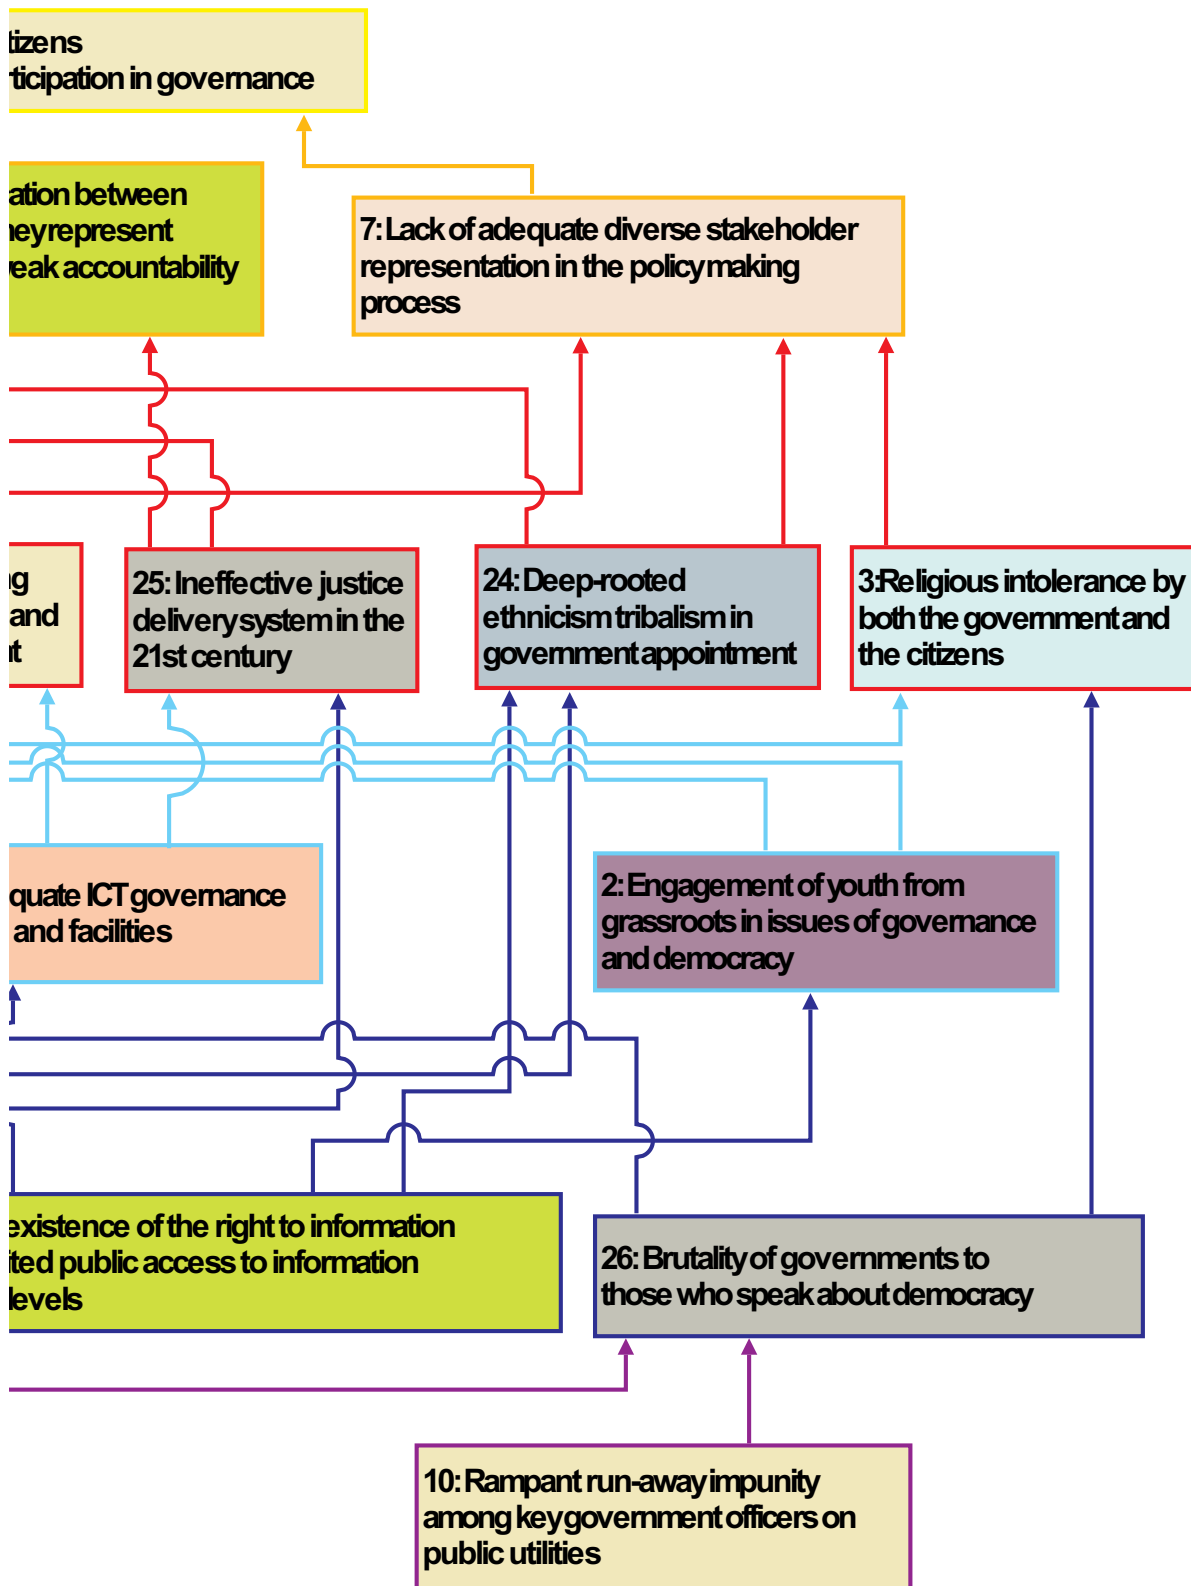 tizens
ticipation in governance
ation between
hey represent
weak accountability
7: Lack of adequate diverse stakeholder
representation in the policy making
process
ng
and
t
25: Ineffective justice
delivery system in the
21st century
24: Deep-rooted
ethnicism tribalism in
government appointment
3:Religious intolerance by
both the government and
the citizens
quate ICT governance
and facilities
2: Engagement of youth from
grassroots in issues of governance
and democracy
existence of the right to information
ited public access to information
levels
26: Brutality of governments to
those who speak about democracy
10: Rampant run-away impunity
among key government officers on
public utilities